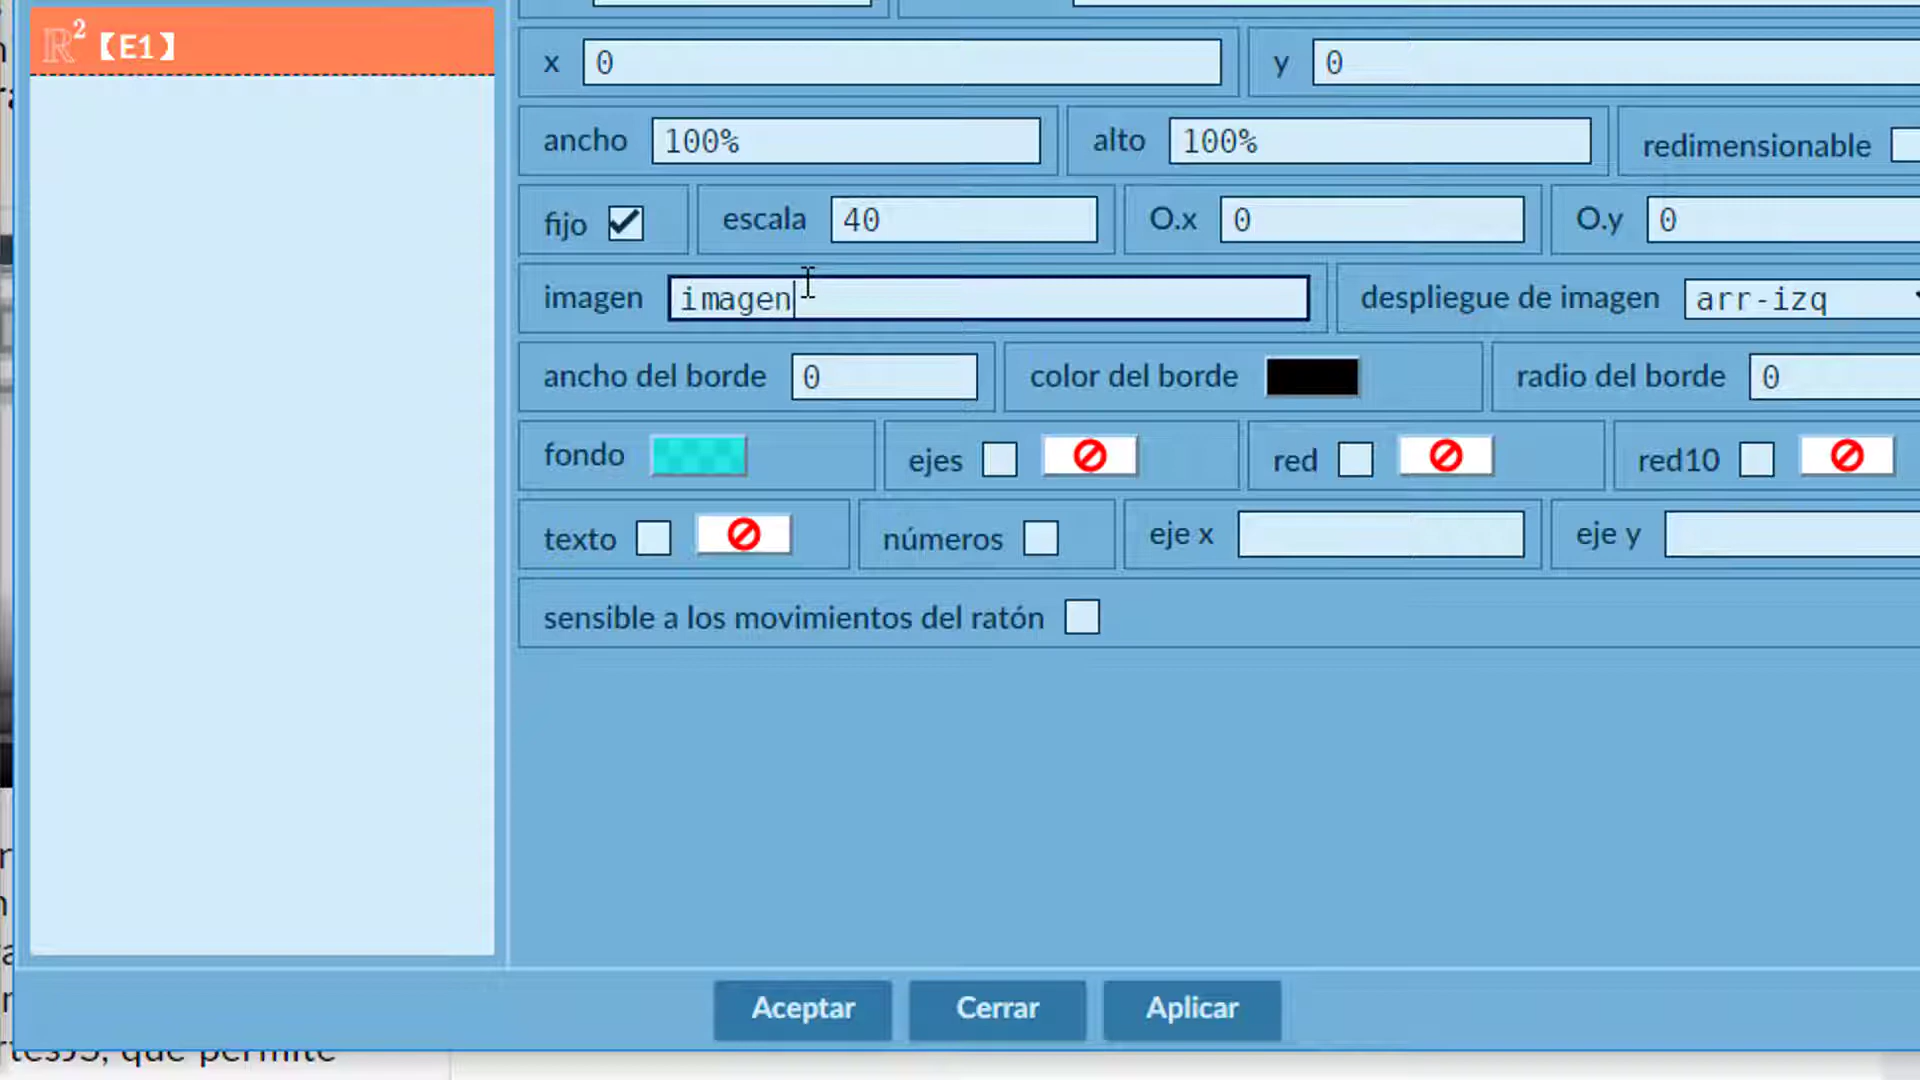 ℝ² 【E1】
x 0 y 0
ancho 100% alto 100% redimensionable
fijo escala 40 O.x 0 O.y 0
imagen imagen despliegue de imagen arr-izq
ancho del borde 0 color del borde radio del borde 0
fondo ejes red red10
texto números eje x eje y
sensible a los movimientos del ratón
Aceptar Cerrar Aplicar
que permite